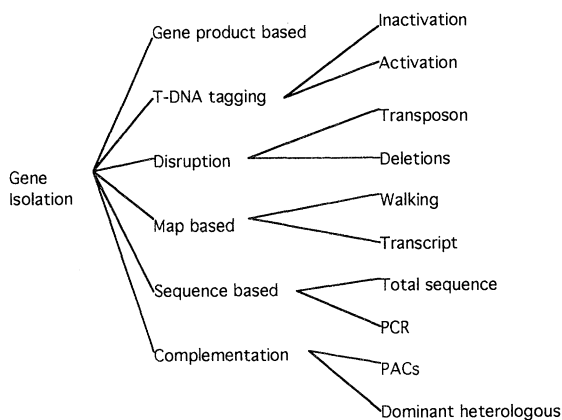 Gene Isolation
Gene product based
T-DNA tagging
Inactivation
Activation
Disruption
Transposon
Deletions
Map based
Walking
Transcript
Sequence based
Total sequence
PCR
Complementation
PACs
Dominant heterologous